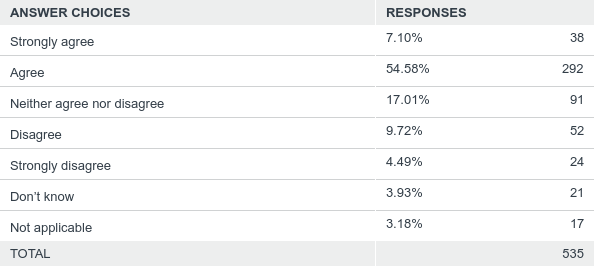 ANSWER CHOICES RESPONSES
Strongly agree 7.10% 38
Agree 54.58% 292
Neither agree nor disagree 17.01% 91
Disagree 9.72% 52
Strongly disagree 4.49% 24
Don’t know 3.93% 21
Not applicable 3.18% 17
TOTAL 535